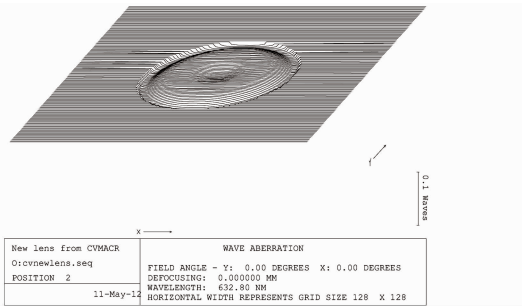 0.1 Waves
x
New lens from CVMACR
O:cvnewlens.seq
POSITION 2
11-May-12
WAVE ABERRATION
FIELD ANGLE - Y: 0.00 DEGREES X: 0.00 DEGREES
DEFOCUSING: 0.000000 MM
WAVELENGTH: 632.80 NM
HORIZONTAL WIDTH REPRESENTS GRID SIZE 128 X 128